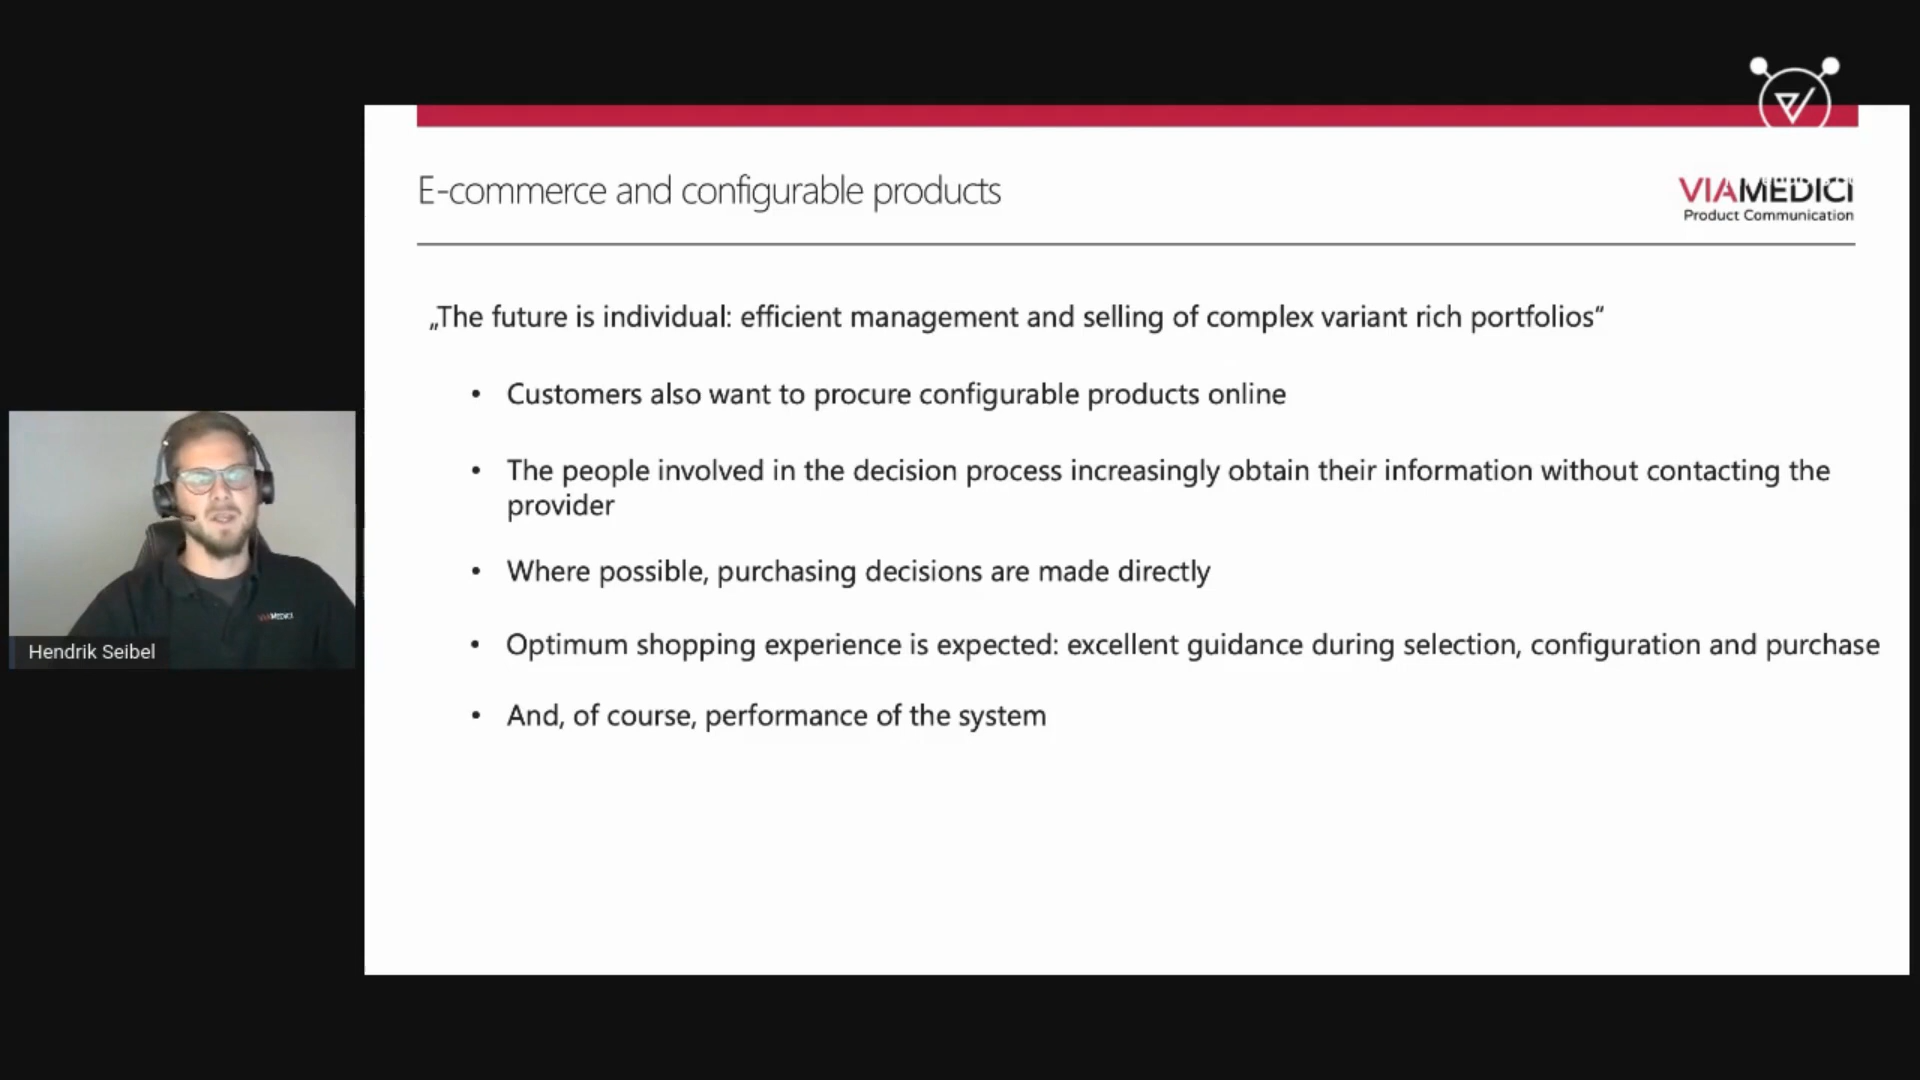 E-commerce and configurable products
VIAMEDICI
Product Communication
„The future is individual: efficient management and selling of complex variant rich portfolios“
• Customers also want to procure configurable products online
• The people involved in the decision process increasingly obtain their information without contacting the
provider
• Where possible, purchasing decisions are made directly
• Optimum shopping experience is expected: excellent guidance during selection, configuration and purchase
• And, of course, performance of the system
VIAMEDICI
Hendrik Seibel